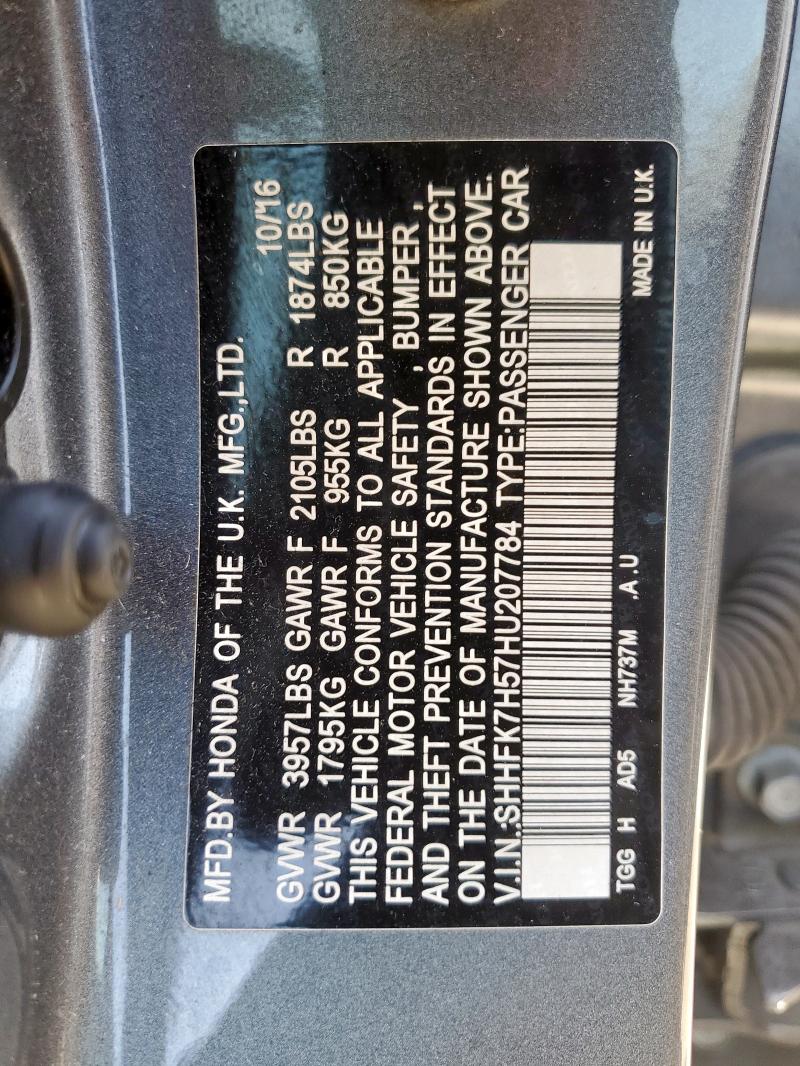 MFD.BY HONDA OF THE U.K. MFG.,LTD.
10/'16
GVWR 3957LBS GAWR F 2105LBS R 1874LBS
GVWR 1795KG GAWR F 955KG R 850KG
THIS VEHICLE CONFORMS TO ALL APPLICABLE
FEDERAL MOTOR VEHICLE SAFETY , BUMPER ,
AND THEFT PREVENTION STANDARDS IN EFFECT
ON THE DATE OF MANUFACTURE SHOWN ABOVE.
V.I.N.:SHHFK7H57HU207784 TYPE:PASSENGER CAR
TGG H AD5 NH737M .A .U MADE IN U.K.